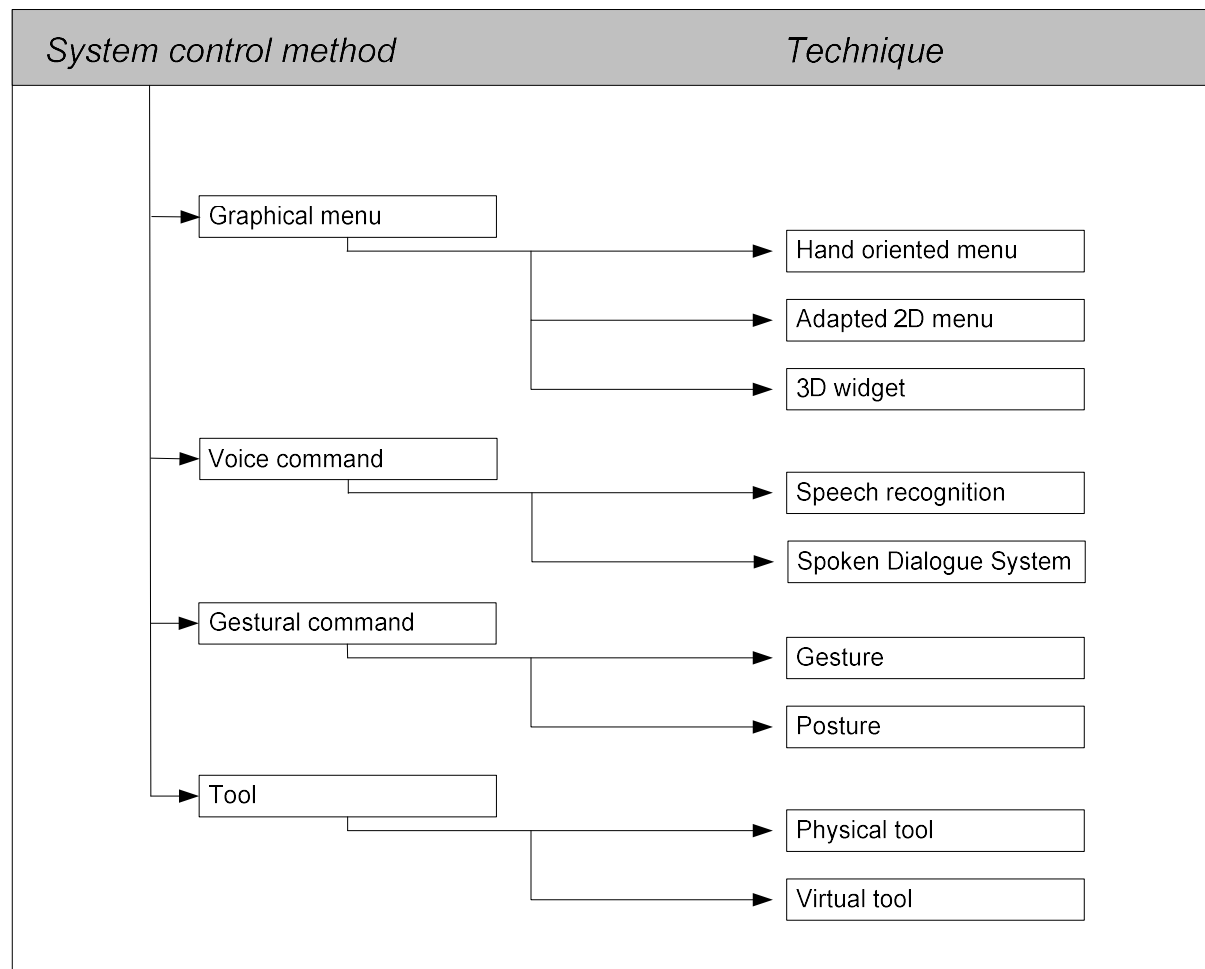 System control method Technique
Graphical menu
Hand oriented menu
Adapted 2D menu
3D widget
Voice command
Speech recognition
Spoken Dialogue System
Gestural command
Gesture
Posture
Tool
Physical tool
Virtual tool